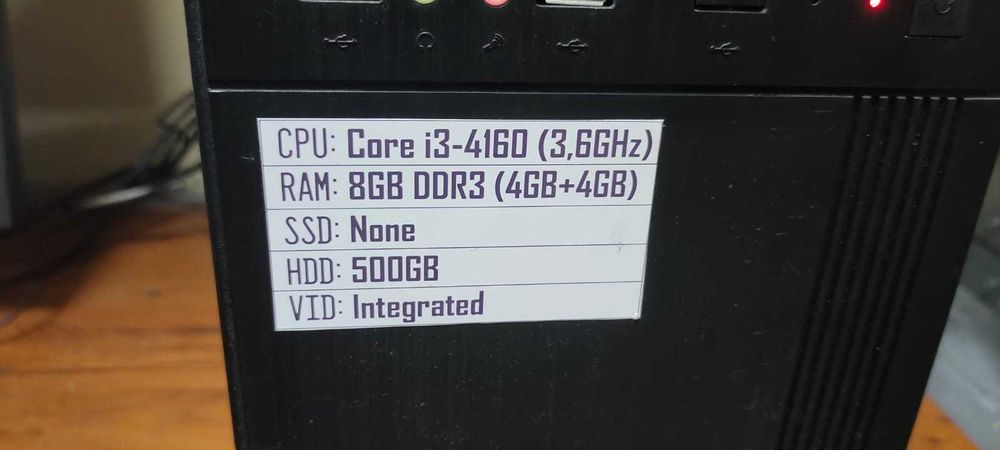 CPU: Core i3-4160 (3,6GHz)
RAM: 8GB DDR3 (4GB+4GB)
SSD: None
HDD: 500GB
VID: Integrated